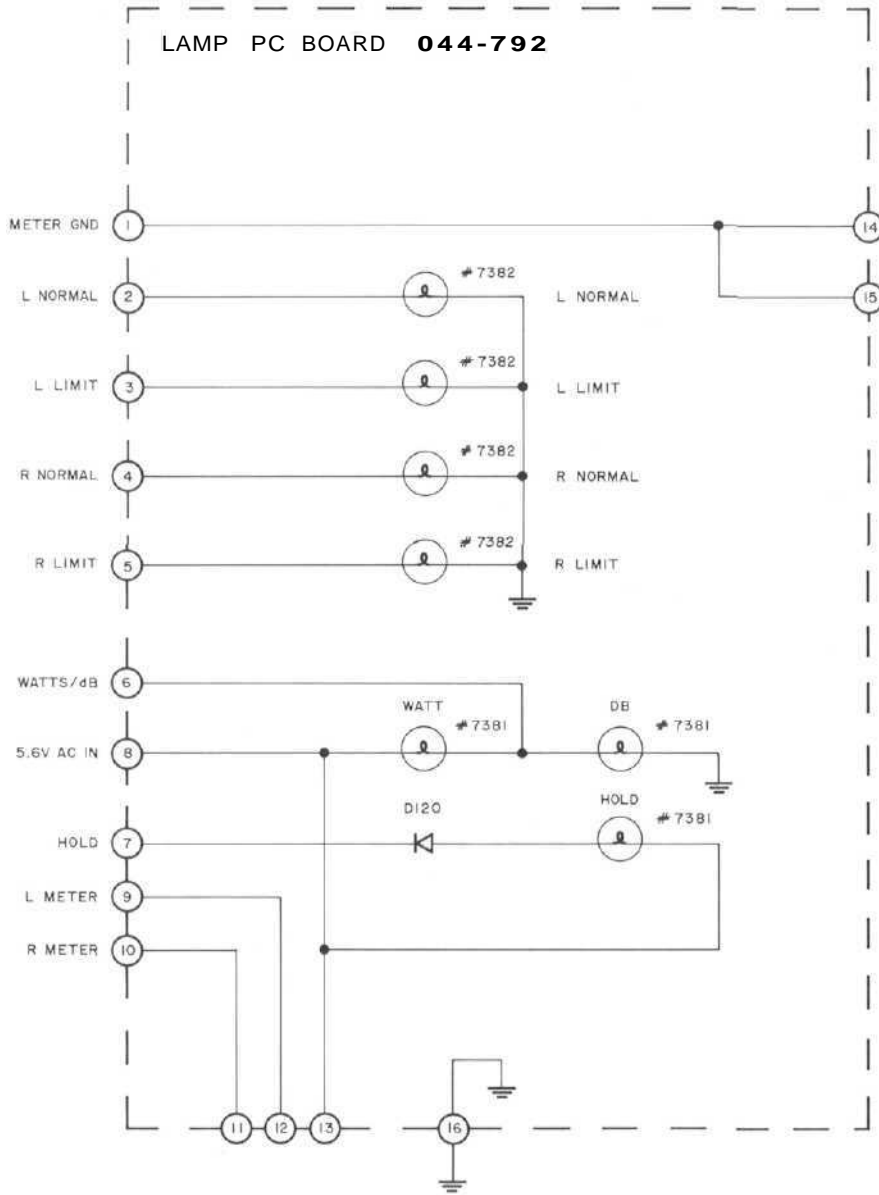 LAMP PC BOARD 044-792
METER GND 1 14
#7382
L NORMAL 2 L NORMAL 15
#7382
L LIMIT 3 L LIMIT
#7382
R NORMAL 4 R NORMAL
#7382
R LIMIT 5 R LIMIT
WATTS/dB 6
WATT DB
#7381 #7381
5.6V AC IN 8
D120 HOLD
#7381
HOLD 7
L METER 9
R METER 10
11 12 13 16